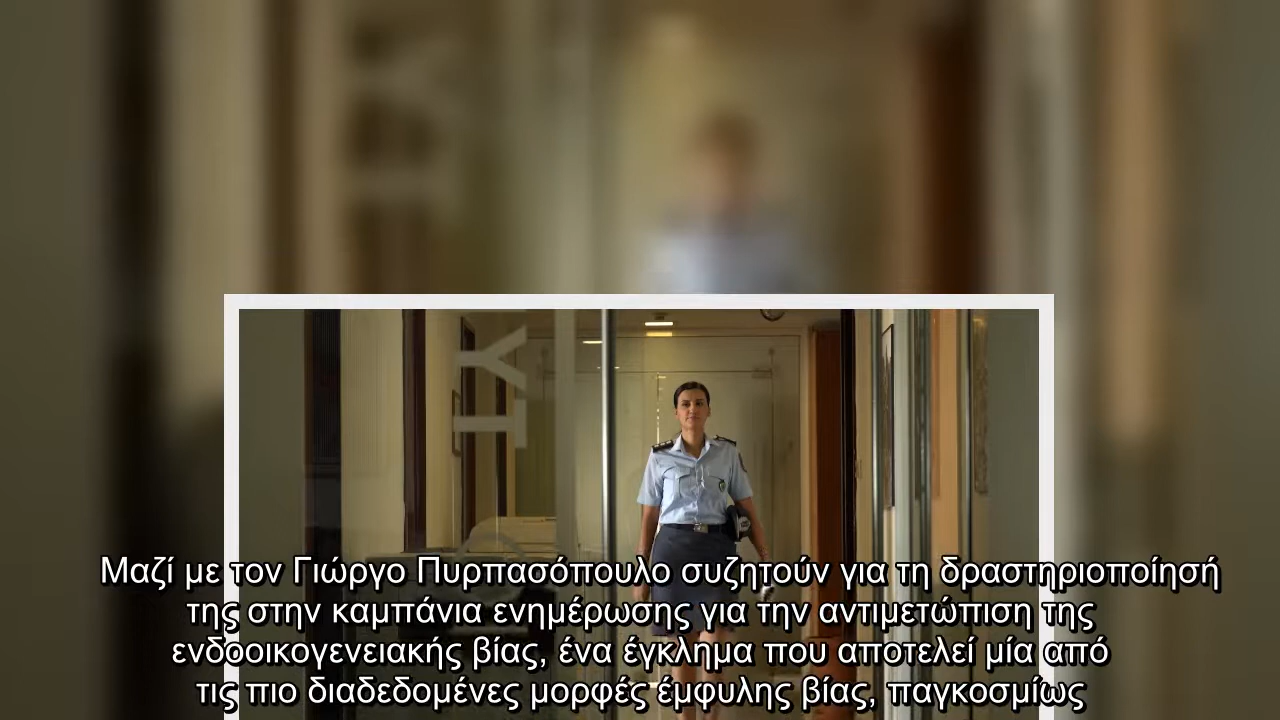 Μαζί με τον Γιώργο Πυρπασόπουλο συζητούν για τη δραστηριοποίησή
της στην καμπάνια ενημέρωσης για την αντιμετώπιση της
ενδοοικογενειακής βίας, ένα έγκλημα που αποτελεί μία από
τις πιο διαδεδομένες μορφές έμφυλης βίας, παγκοσμίως